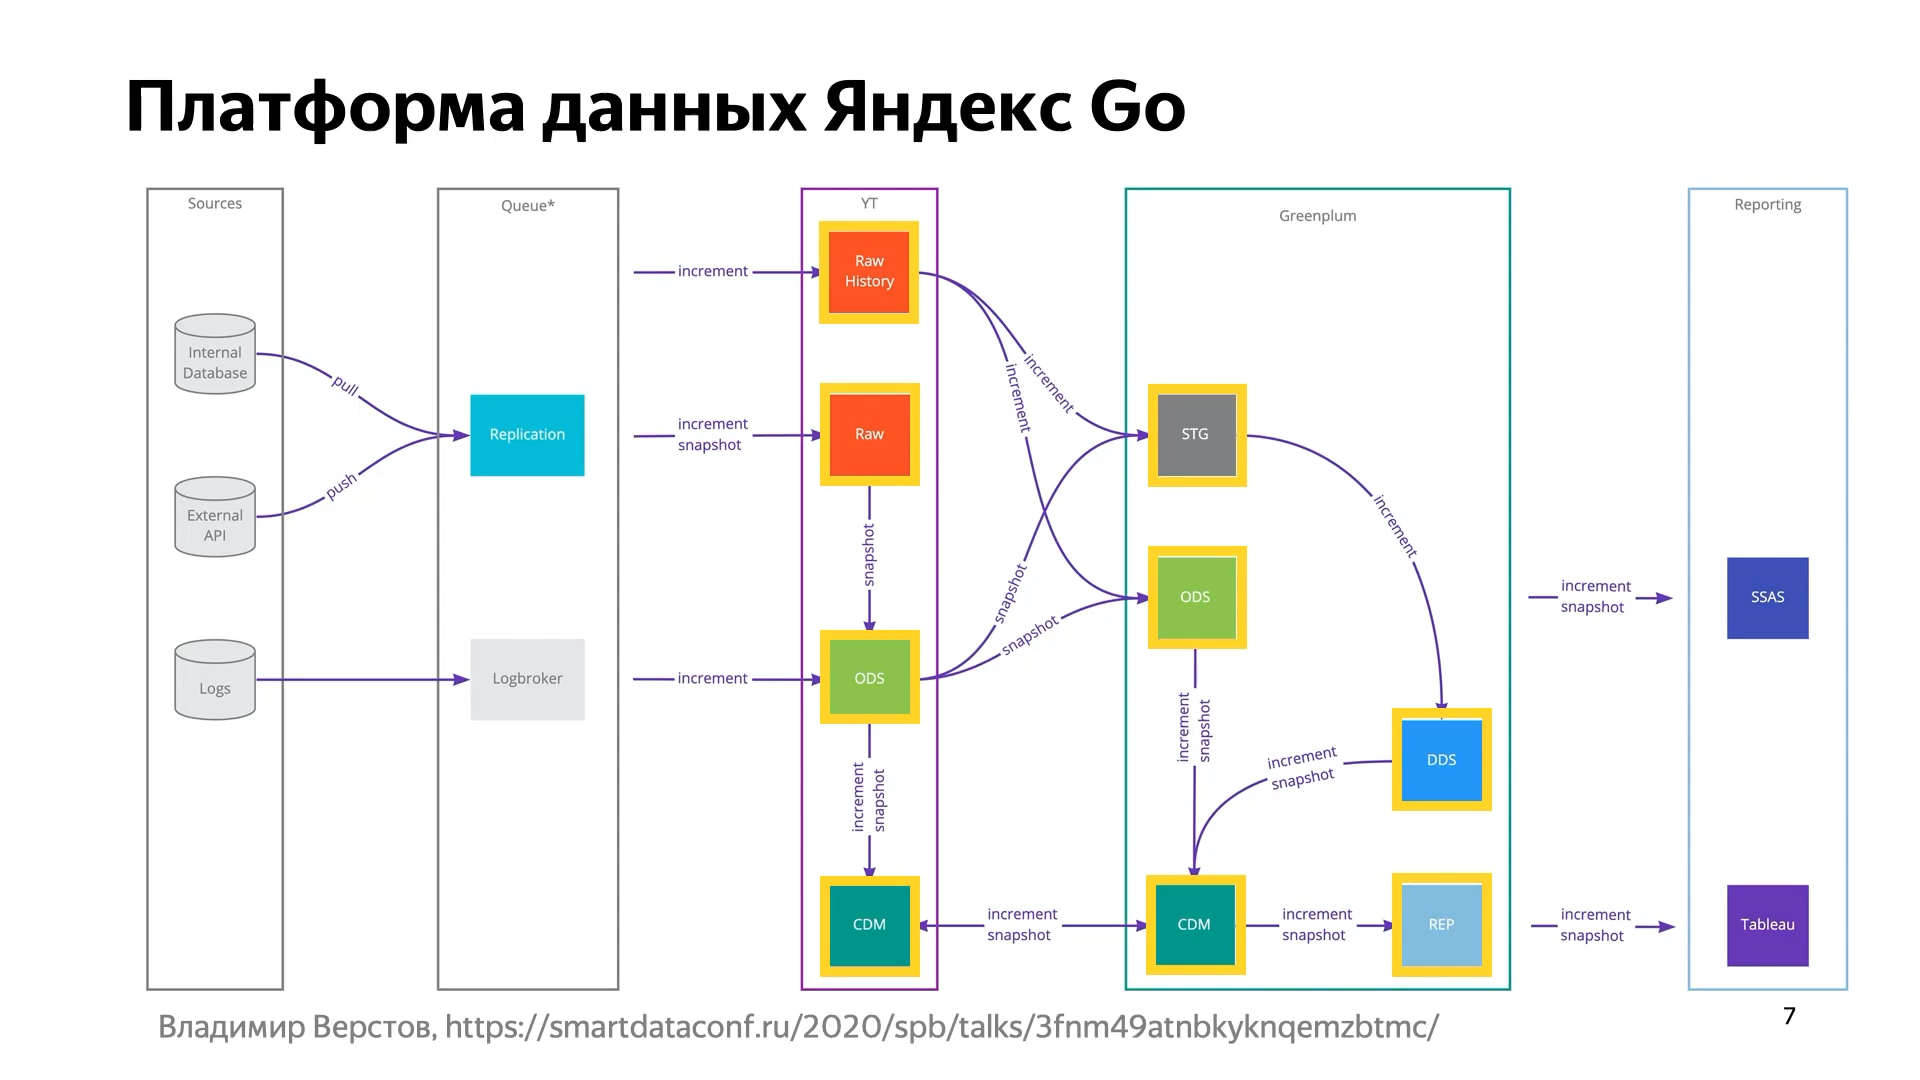 Платформа данных Яндекс Go
Sources
Internal
Database
External
API
Logs
pull
push
Queue*
Replication
Logbroker
increment
increment
snapshot
increment
YT
Raw
History
Raw
snapshot
ODS
increment
snapshot
CDM
increment
increment
snapshot
snapshot
increment
snapshot
Greenplum
STG
increment
ODS
increment
snapshot
DDS
increment
snapshot
CDM
increment
snapshot
REP
increment
snapshot
increment
snapshot
Reporting
SSAS
Tableau
Владимир Верстов, https://smartdataconf.ru/2020/spb/talks/3fnm49atnbkyknqemzbtmc/
7